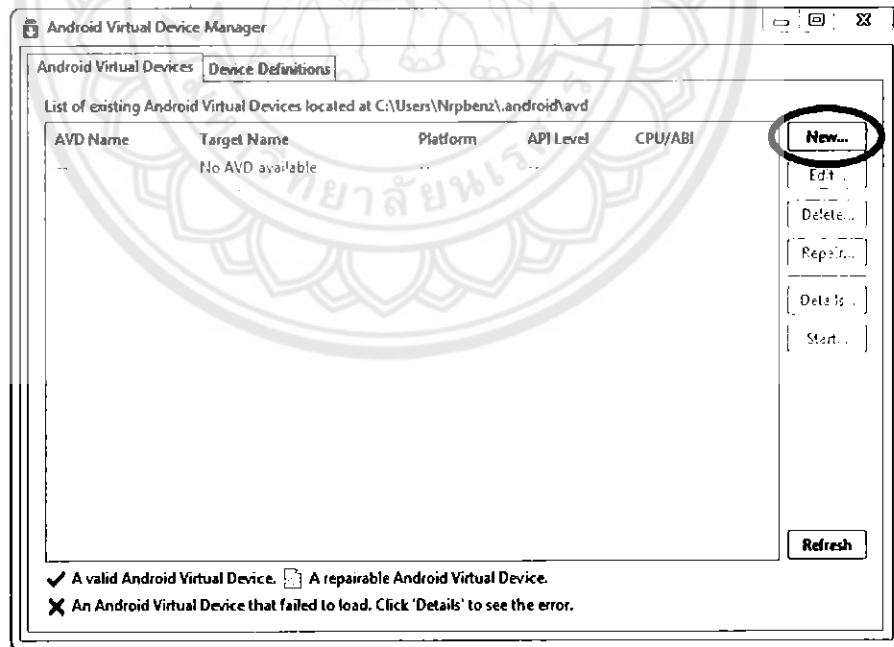 Android Virtual Device Manager
Android Virtual Devices Device Definitions
List of existing Android Virtual Devices located at C:\Users\Nrpbenz\.android\avd
AVD Name Target Name Platform API Level CPU/ABI
-- No AVD available -- --
New...
Edit...
Delete...
Repair...
Details...
Start...
Refresh
A valid Android Virtual Device. A repairable Android Virtual Device.
An Android Virtual Device that failed to load. Click 'Details' to see the error.